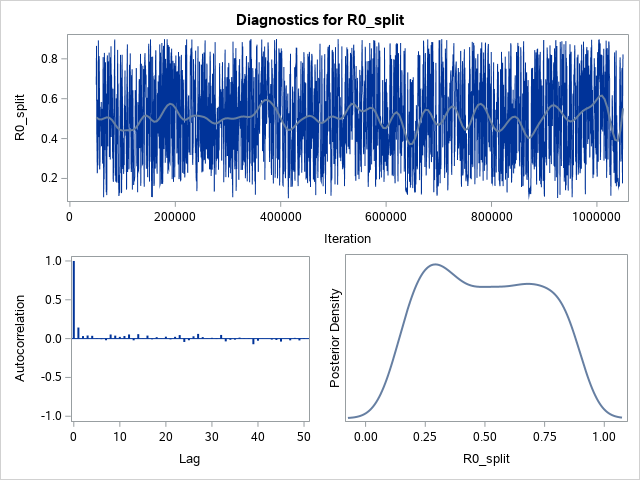 Diagnostics for R0_split
R0_split
0.8
0.6
0.4
0.2
0 200000 400000 600000 800000 1000000
Iteration
Autocorrelation
1.0
0.5
0.0
-0.5
-1.0
0 10 20 30 40 50
Lag
Posterior Density
0.00 0.25 0.50 0.75 1.00
R0_split